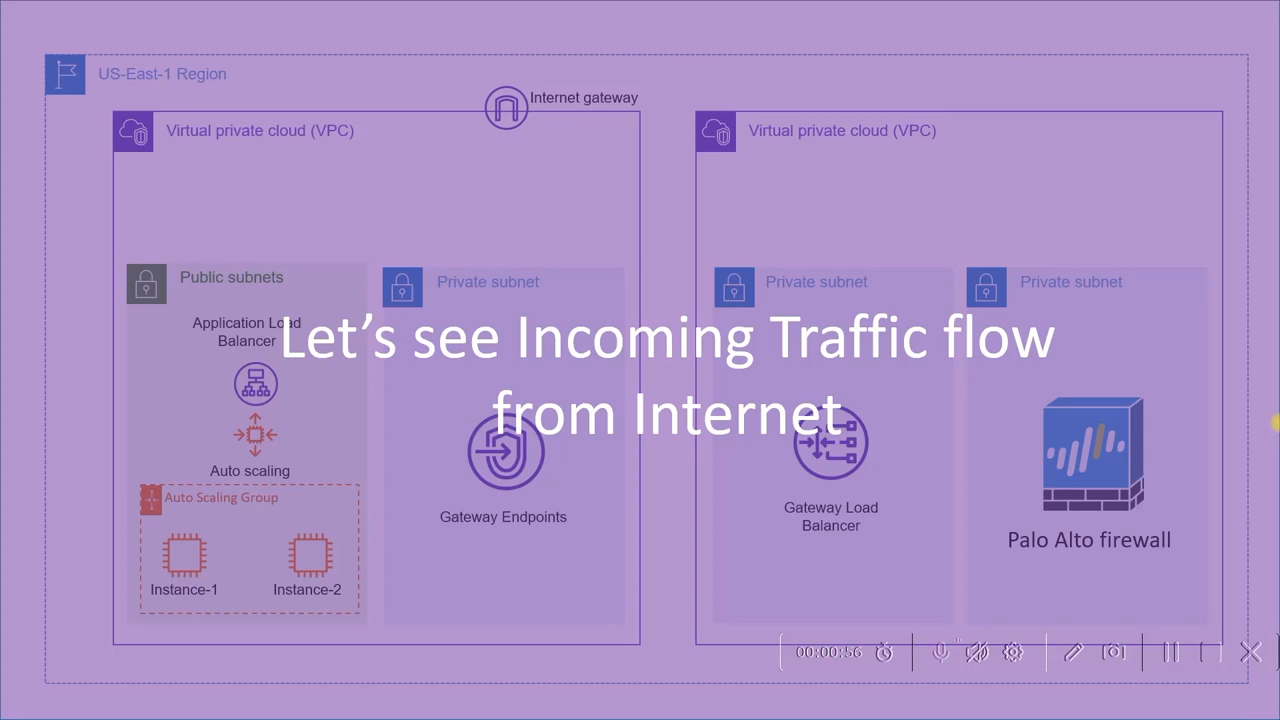 US-East-1 Region
Internet gateway
Virtual private cloud (VPC)
Virtual private cloud (VPC)
Public subnets
Private subnet
Private subnet
Private subnet
Application Load
Balancer
Let’s see Incoming Traffic flow
from Internet
Auto scaling
Auto Scaling Group
Gateway Endpoints
Gateway Load
Balancer
Palo Alto firewall
Instance-1
Instance-2
00:00:56